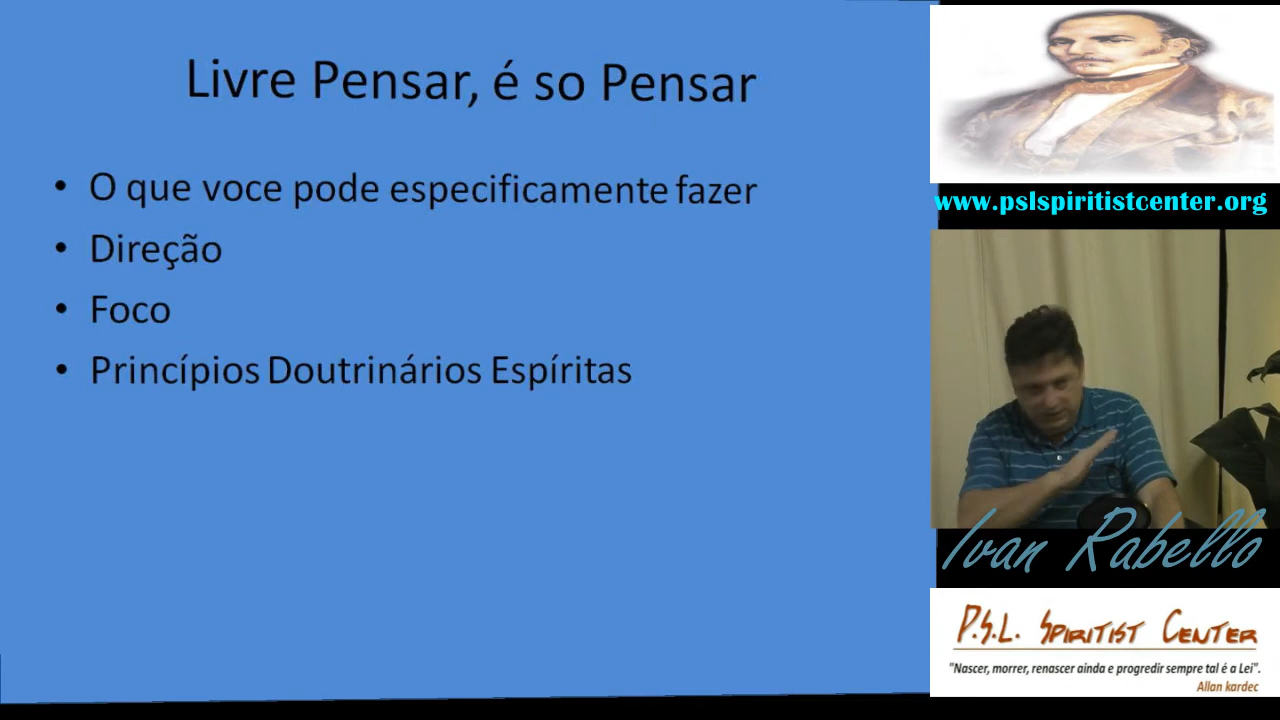 Livre Pensar, é so Pensar
• O que voce pode especificamente fazer
• Direção
• Foco
• Princípios Doutrinários Espíritas
www.pslspiritistcenter.org
Ivan Rabello
P.S.L. Spiritist Center
"Nascer, morrer, renascer ainda e progredir sempre tal é a Lei".
Allan kardec